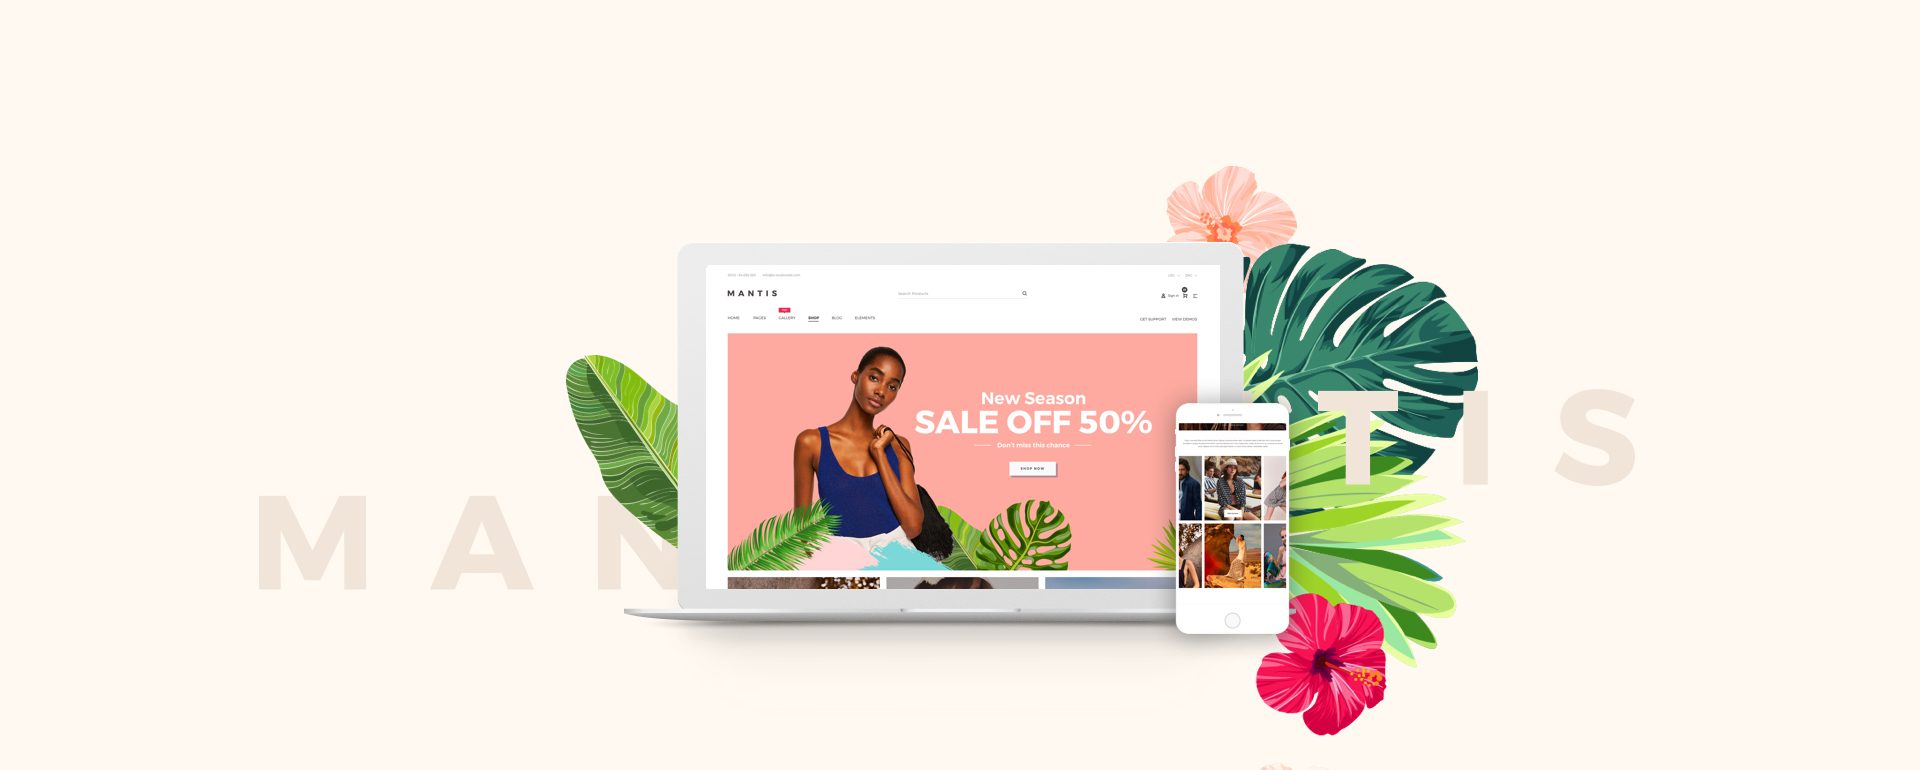 MANTIS
Search Products
Sign in
HOME PAGES GALLERY SHOP BLOG ELEMENTS
GET SUPPORT VIEW DEMOS
New Season
SALE OFF 50%
Don't miss this chance
SHOP NOW
MAN TIS